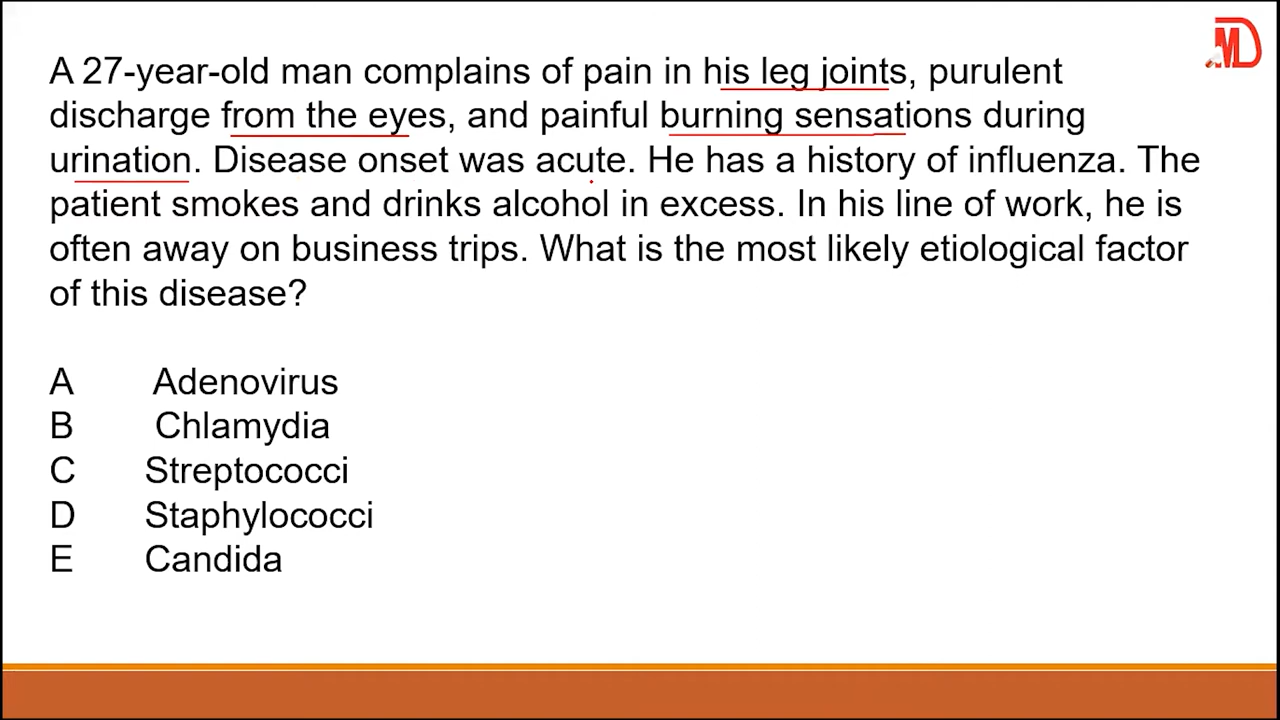 MD
A 27-year-old man complains of pain in his leg joints, purulent
discharge from the eyes, and painful burning sensations during
urination. Disease onset was acute. He has a history of influenza. The
patient smokes and drinks alcohol in excess. In his line of work, he is
often away on business trips. What is the most likely etiological factor
of this disease?
A Adenovirus
B Chlamydia
C Streptococci
D Staphylococci
E Candida